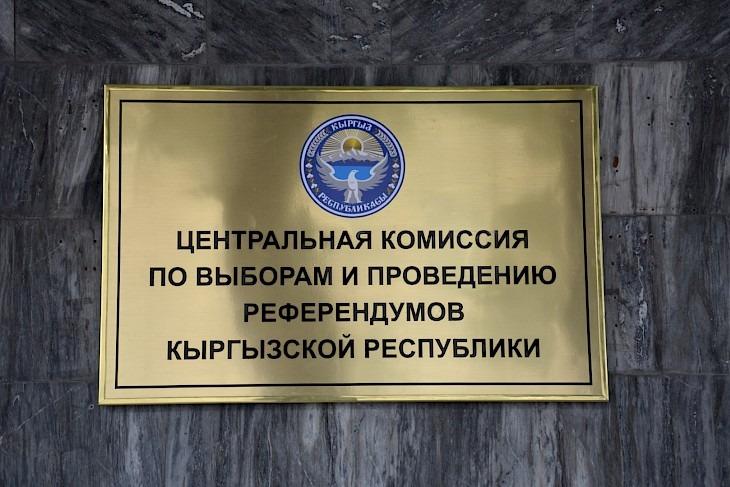 КЫРГЫЗ
РЕСПУБЛИКАСЫ
ЦЕНТРАЛЬНАЯ КОМИССИЯ
ПО ВЫБОРАМ И ПРОВЕДЕНИЮ
РЕФЕРЕНДУМОВ
КЫРГЫЗСКОЙ РЕСПУБЛИКИ